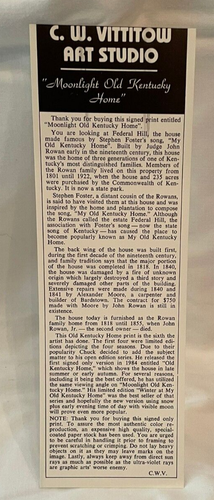 C. W. VITTITOW
ART STUDIO
"Moonlight Old Kentucky
Home"
Thank you for buying this signed print entitled
"Moonlight Old Kentucky Home".
You are looking at Federal Hill, the house
made famous by Stephen Foster's song, "My
Old Kentucky Home". Built by Judge John
Rowan early in the nineteenth century, the house
was the home of three generations of one of Ken-
tucky's most distinguished families. Members of
the Rowan family lived on this property from
1801 until 1922, when the house and 235 acres
were purchased by the Commonwealth of Ken-
tucky. It is now a state park.
Stephen Foster, a distant cousin of the Rowans,
is said to have visited them at this house and was
inspired by the home and plantation to compose
the song, "My Old Kentucky Home." Although
the Rowans called the estate Federal Hill, the
association with Foster's song — now the state
song of Kentucky — has caused the place to
become popularly known as My Old Kentucky
Home.
The back wing of the house was built first,
during the first decade of the nineteenth century,
and family tradition says that the major portion
of the house was completed in 1818. In 1840,
the house was damaged by a fire of unknown
origin which largely destroyed a third story and
severely damaged other parts of the building.
Extensive repairs were made during 1840 and
1841 by Alexander Moore, a carpenter and
builder of Bardstown. The contract for $750
made with Moore by John Rowan is still in
existence.
The house today is furnished as the Rowan
family home from 1818 until 1855, when John
Rowan, Jr. — the second owner — died.
This Old Kentucky Home print is the sixth the
artist has done. The first four were limited edi-
tions depicting the four seasons. Due to their
popularity Chuck decided to add the subject
matter to his open edition series. He released the
first signed only version in 1984 entitled "My Old
Kentucky Home," which shows the house in late
summer or early autumn. For several reasons,
including it being the best offered, he has utilized
the same viewing angle on "Moonlight Old Ken-
tucky Home." His limited edition "Winter at My
Old Kentucky Home" was the best seller of that
series and hopefully the new version using snow
plus early evening time of day with visible moon
will prove even more popular.
NOTE: Thank you for buying this signed only
print. To assure the most authentic color re-
production, an expensive high quality, special-
coated paper stock has been used. You are urged
to be careful in handling it prior to framing to
prevent scratching or crimping. Do not lay sharp
objects on it as they may leave marks on the
image. Lastly, always keep away from direct sun
rays as much as possible as the ultra-violet rays
are graphic arts' worse enemy.
C.W.V.